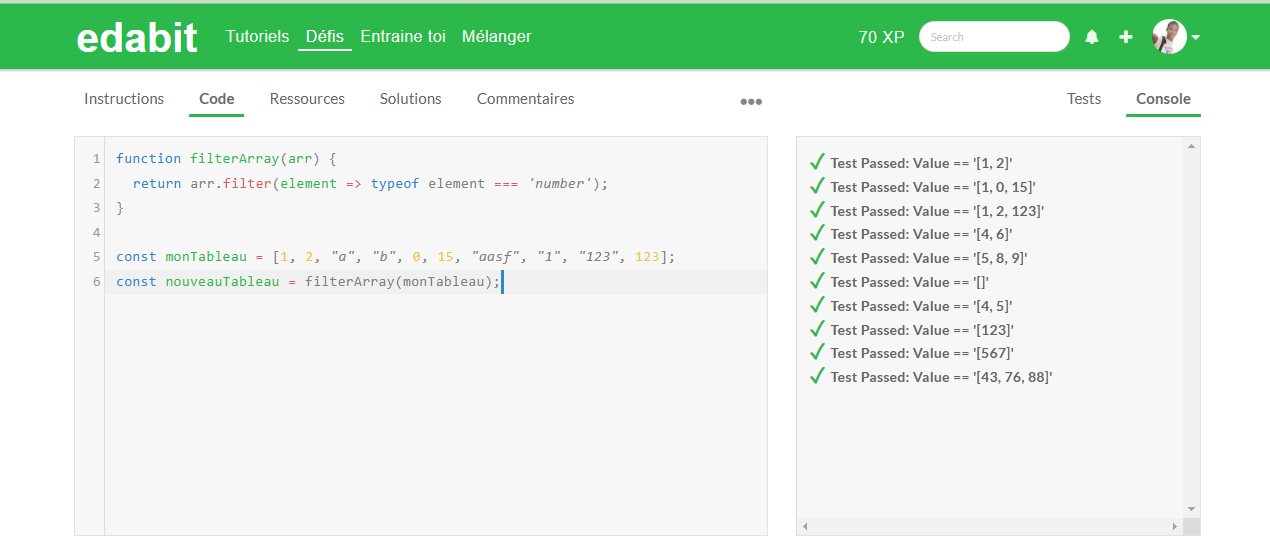 edabit Tutoriels Défis Entraine toi Mélanger 70 XP Search
Instructions Code Ressources Solutions Commentaires ••• Tests Console
1 function filterArray(arr) {
2   return arr.filter(element => typeof element === 'number');
3 }
4
5 const monTableau = [1, 2, "a", "b", 0, 15, "aasf", "1", "123", 123];
6 const nouveauTableau = filterArray(monTableau);
Test Passed: Value == '[1, 2]'
Test Passed: Value == '[1, 0, 15]'
Test Passed: Value == '[1, 2, 123]'
Test Passed: Value == '[4, 6]'
Test Passed: Value == '[5, 8, 9]'
Test Passed: Value == '[]'
Test Passed: Value == '[4, 5]'
Test Passed: Value == '[123]'
Test Passed: Value == '[567]'
Test Passed: Value == '[43, 76, 88]'